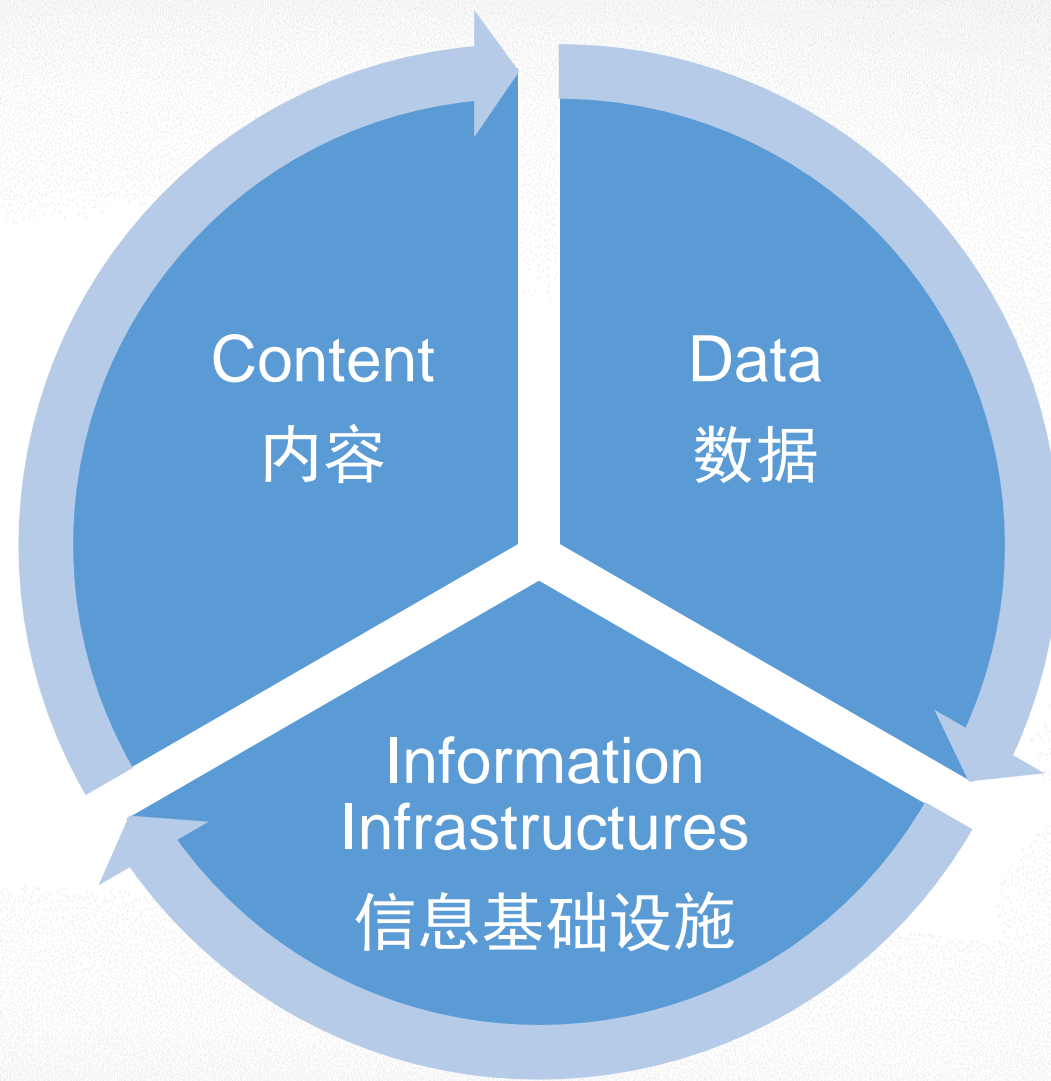 Content
内容
Data
数据
Information
Infrastructures
信息基础设施